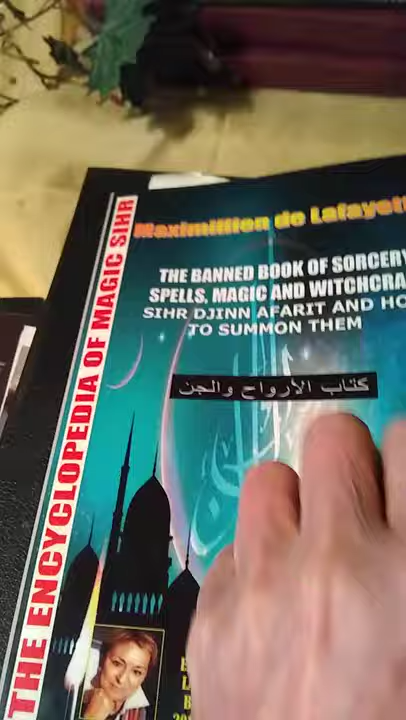 THE ENCYCLOPEDIA OF MAGIC SIHR
Maximillien de Lafayett
THE BANNED BOOK OF SORCERY
SPELLS, MAGIC AND WITCHCRA
SIHR DJINN AFARIT AND HO
TO SUMMON THEM
كتاب الأرواح والجن